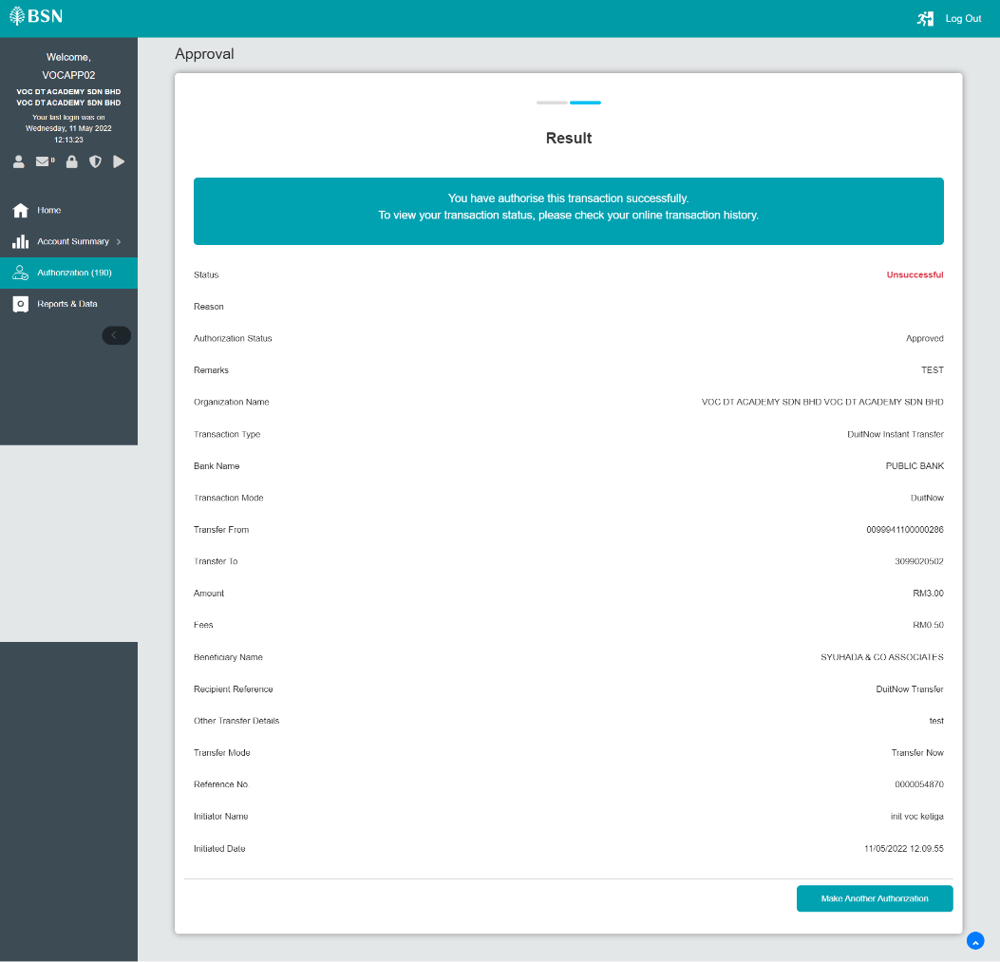 BSN
Log Out
Welcome,
VOCAPP02
VOC DT ACADEMY SDN BHD
VOC DT ACADEMY SDN BHD
Your last login was on
Wednesday, 11 May 2022
12:13:23
0
Home
Account Summary
Authorization (190)
Reports & Data
Approval
Result
You have authorise this transaction successfully.
To view your transaction status, please check your online transaction history.
Status Unsuccessful
Reason
Authorization Status Approved
Remarks TEST
Organization Name VOC DT ACADEMY SDN BHD VOC DT ACADEMY SDN BHD
Transaction Type DuitNow Instant Transfer
Bank Name PUBLIC BANK
Transaction Mode DuitNow
Transfer From 0099941100000286
Transfer To 3099020502
Amount RM3.00
Fees RM0.50
Beneficiary Name SYUHADA & CO ASSOCIATES
Recipient Reference DuitNow Transfer
Other Transfer Details test
Transfer Mode Transfer Now
Reference No. 0000054870
Initiator Name init voc ketiga
Initiated Date 11/05/2022 12:09:55
Make Another Authorization